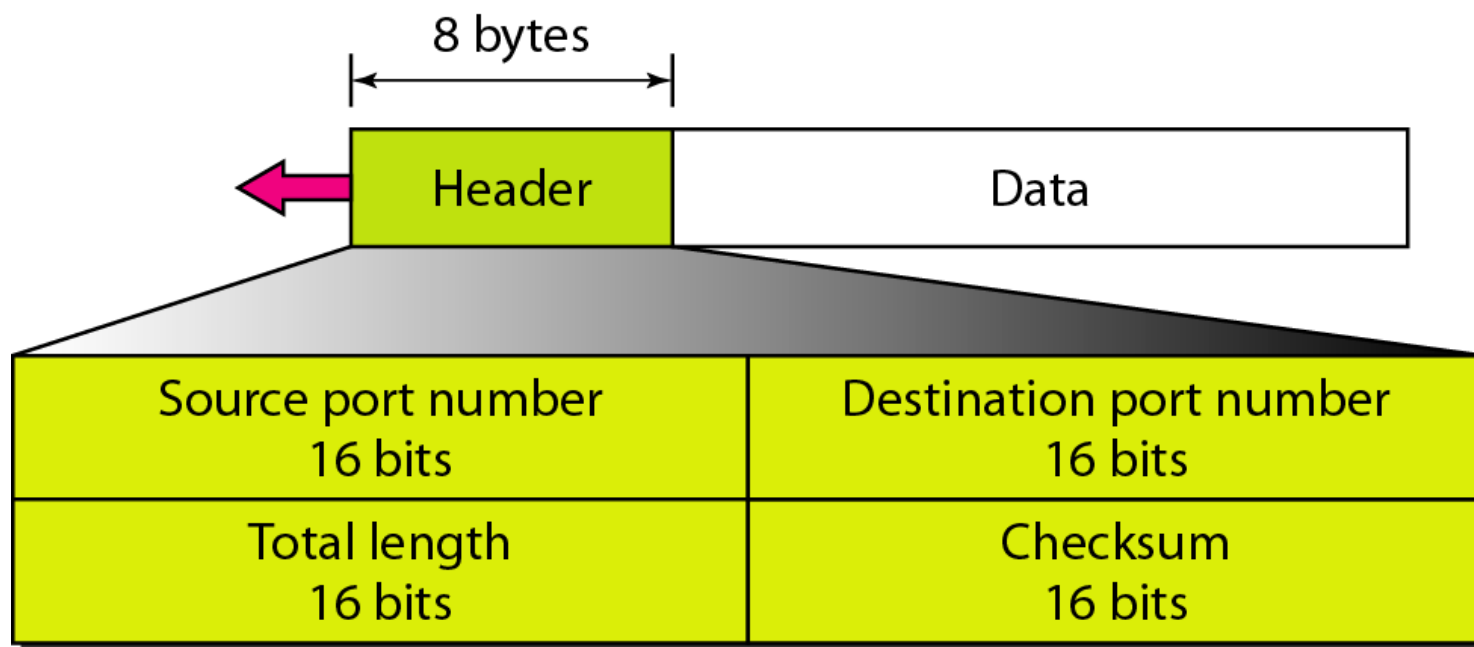 8 bytes
Header
Data
Source port number
16 bits
Destination port number
16 bits
Total length
16 bits
Checksum
16 bits